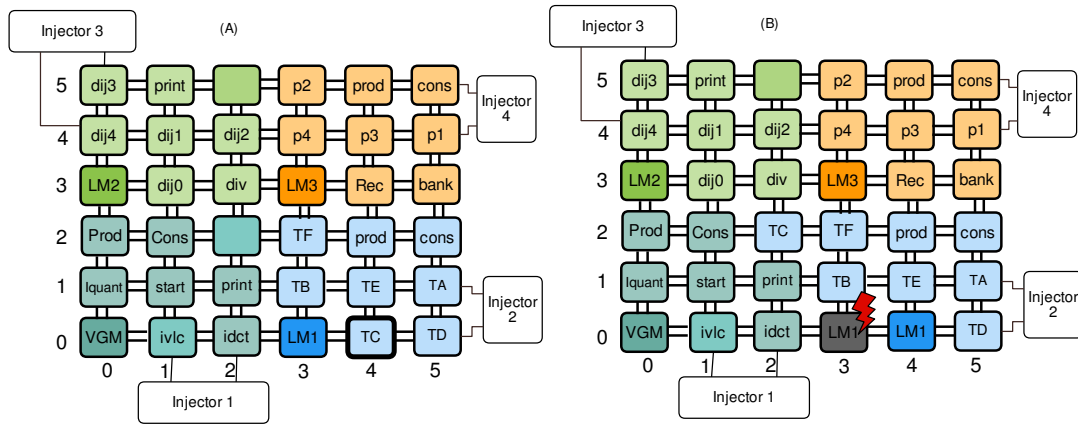 (A)
Injector 3
5 dij3 print p2 prod cons
4 dij4 dij1 dij2 p4 p3 p1
3 LM2 dij0 div LM3 Rec bank
2 Prod Cons TF prod cons
1 Iquant start print TB TE TA
0 VGM ivlc idct LM1 TC TD
0 1 2 3 4 5
Injector
4
Injector
2
Injector 1
(B)
Injector 3
5 dij3 print p2 prod cons
4 dij4 dij1 dij2 p4 p3 p1
3 LM2 dij0 div LM3 Rec bank
2 Prod Cons TC TF prod cons
1 Iquant start print TB TE TA
0 VGM ivlc idct LM1 LM1 TD
0 1 2 3 4 5
Injector
4
Injector
2
Injector 1